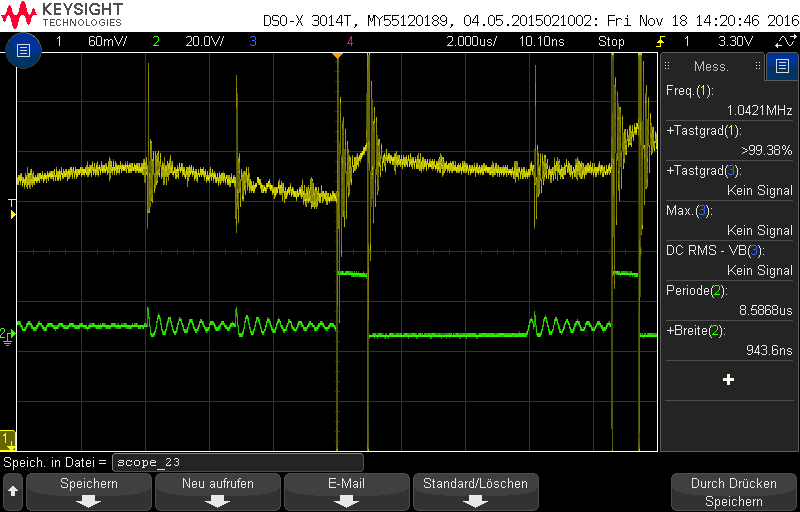 KEYSIGHT
TECHNOLOGIES
DSO-X 3014T, MY55120189, 04.05.2015021002: Fri Nov 18 14:20:46 2016
1 60mV/ 2 20.0V/ 3 4 2.000us/ 10.10ns Stop 1 3.30V
Mess.
Freq.(1):
1.0421MHz
+Tastgrad(1):
>99.38%
+Tastgrad(3):
Kein Signal
Max.(3):
Kein Signal
DC RMS - VB(3):
Kein Signal
Periode(2):
8.5868us
+Breite(2):
943.6ns
T
2
1
Speich. in Datei = scope_23
Speichern
Neu aufrufen
E-Mail
Standard/Löschen
Durch Drücken
Speichern